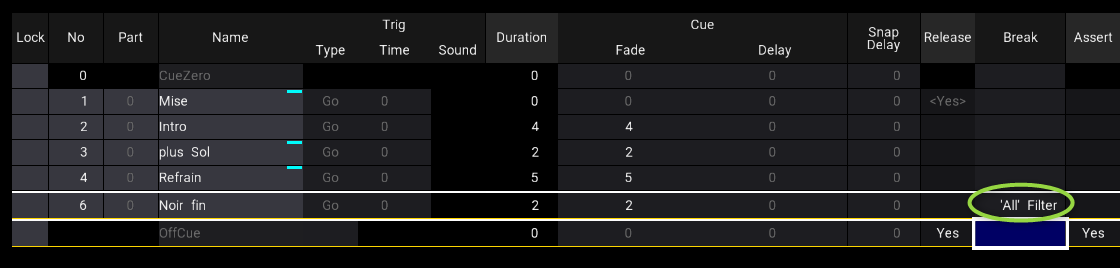 Lock No Part Name Trig Type Time Sound Duration Cue Fade Delay Snap Delay Release Break Assert
0 CueZero 0 0 0 0
1 0 Mise Go 0 0 0 0 0 <Yes>
2 0 Intro Go 0 4 4 0 0
3 0 plus Sol Go 0 2 2 0 0
4 0 Refrain Go 0 5 5 0 0
6 0 Noir fin Go 0 2 2 0 0 'All' Filter
OffCue 0 0 0 0 Yes Yes